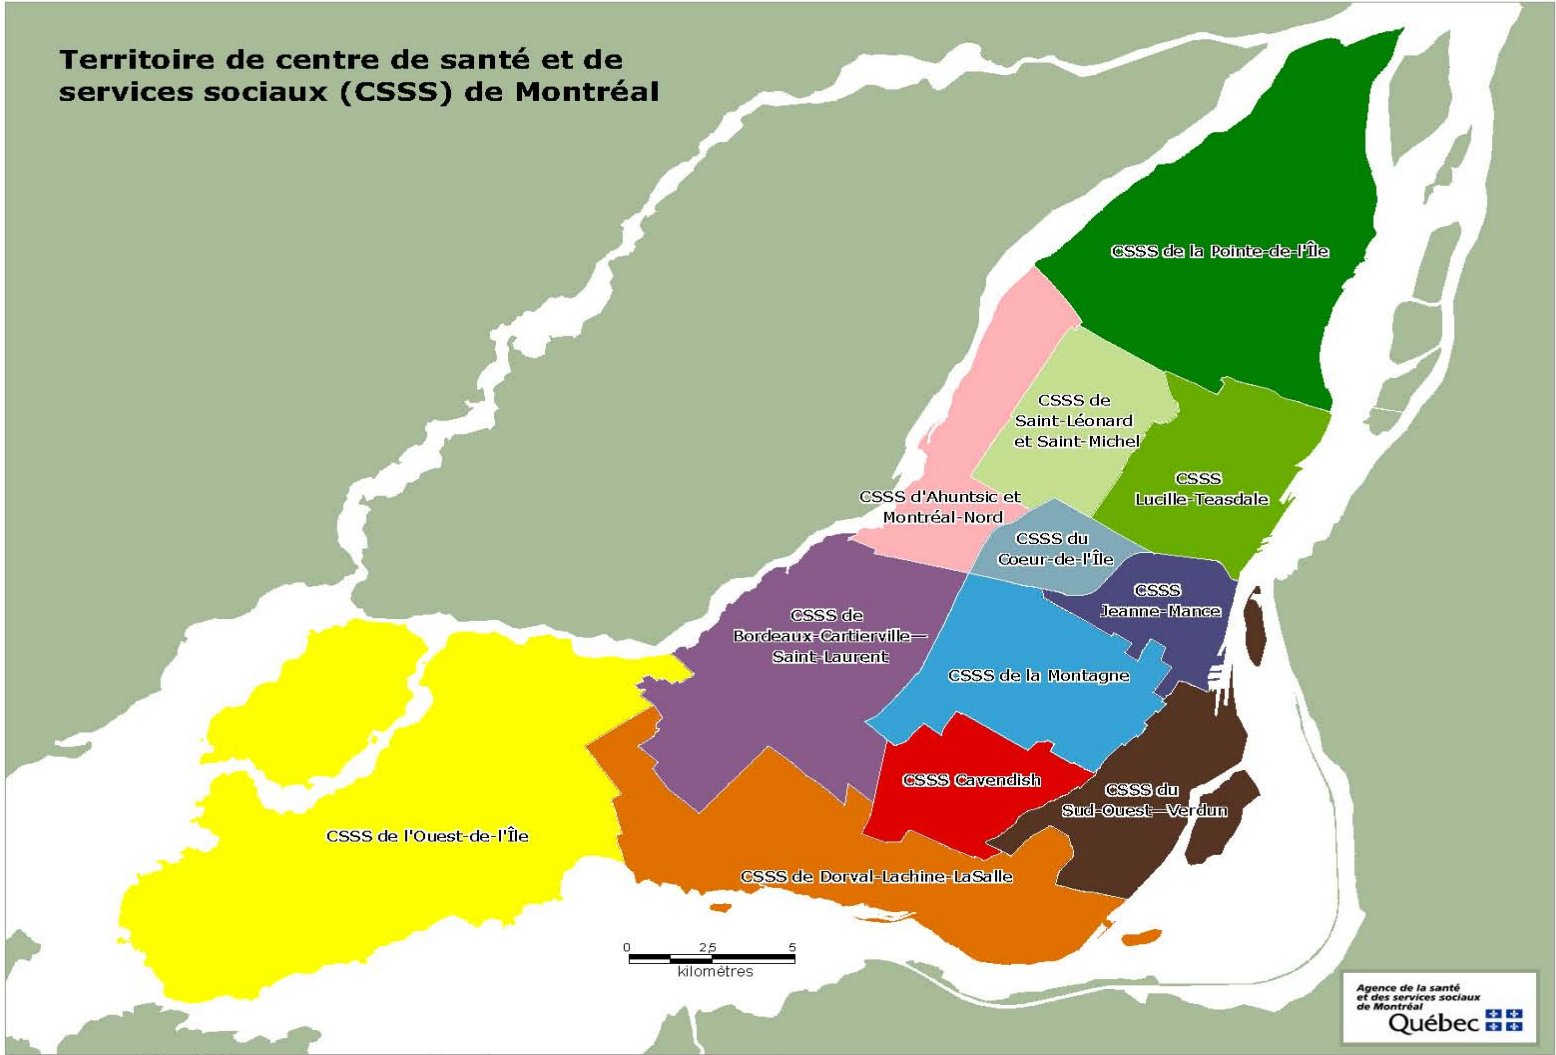 Territoire de centre de santé et de
services sociaux (CSSS) de Montréal
CSSS de la Pointe-de-l'Île
CSSS de
Saint-Léonard
et Saint-Michel
CSSS
Lucille-Teasdale
CSSS d'Ahuntsic et
Montréal-Nord
CSSS du
Coeur-de-l'Île
CSSS
Jeanne-Mance
CSSS de
Bordeaux-Cartierville—
Saint-Laurent
CSSS de la Montagne
CSSS Cavendish
CSSS du
Sud-Ouest—Verdun
CSSS de l'Ouest-de-l'Île
CSSS de Dorval-Lachine-LaSalle
0 2,5 5
kilométres
Agence de la santé
et des services sociaux
de Montréal
Québec